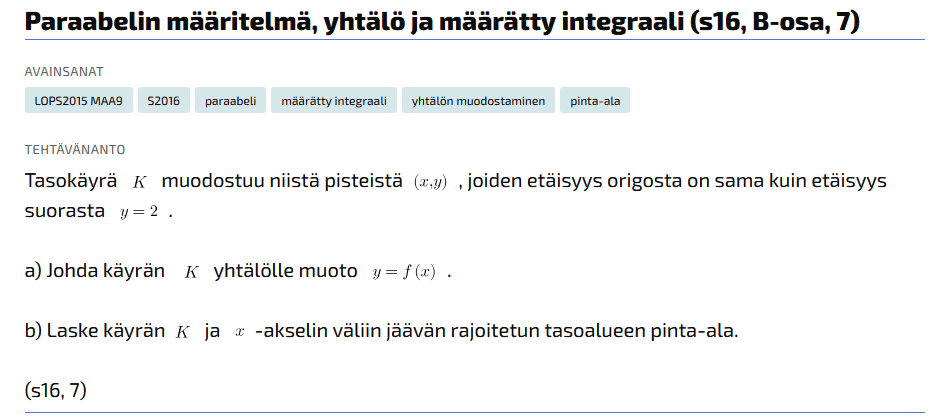 Paraabelin määritelmä, yhtälö ja määrätty integraali (s16, B-osa, 7)
AVAINSANAT
LOPS2015 MAA9 S2016 paraabeli määrätty integraali yhtälön muodostaminen pinta-ala
TEHTÄVÄNANTO
Tasokäyrä K muodostuu niistä pisteistä (x,y) , joiden etäisyys origosta on sama kuin etäisyys
suorasta y = 2 .
a) Johda käyrän K yhtälölle muoto y = f (x) .
b) Laske käyrän K ja x -akselin väliin jäävän rajoitetun tasoalueen pinta-ala.
(s16, 7)